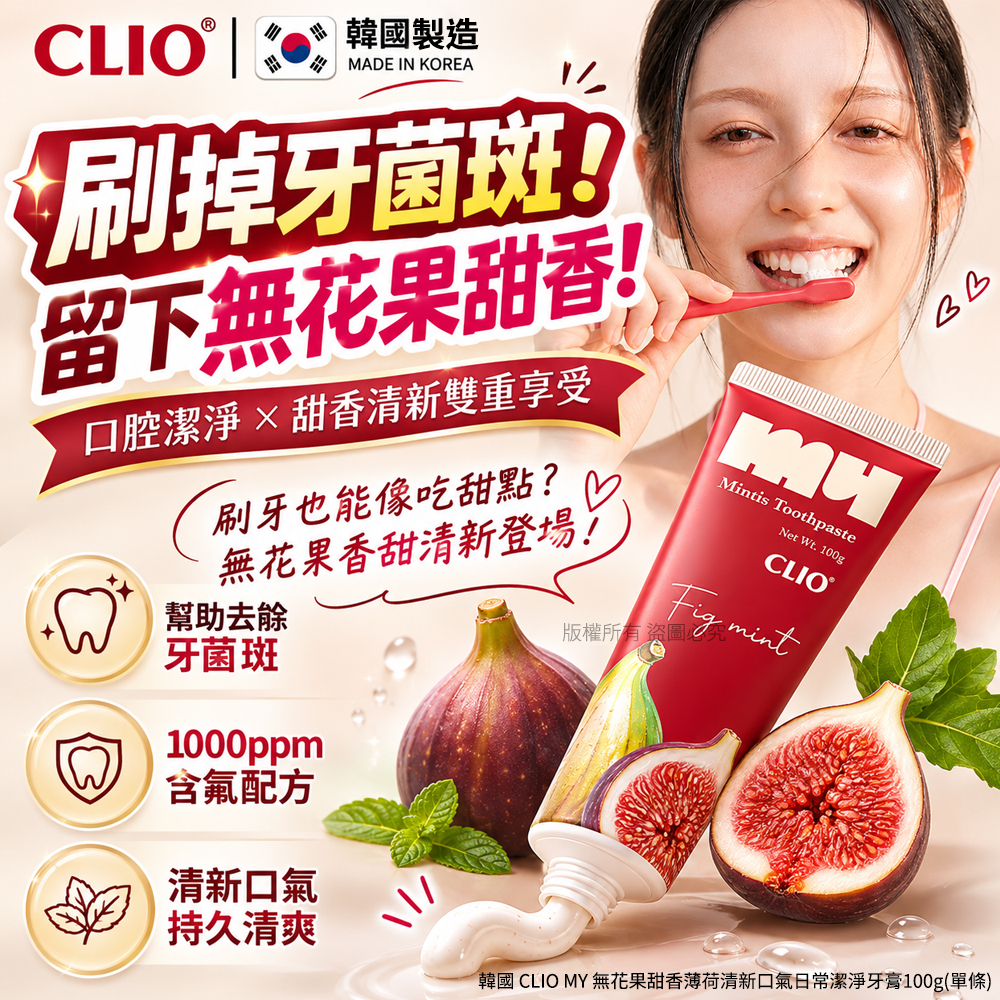 CLIO®
韓國製造
MADE IN KOREA
刷掉牙菌斑!
留下無花果甜香!
口腔潔淨 × 甜香清新雙重享受
刷牙也能像吃甜點?
無花果香甜清新登場!
幫助去除
牙菌斑
1000ppm
含氟配方
清新口氣
持久清爽
my
Mintis Toothpaste
Net Wt. 100g
CLIO®
Fig mint
版權所有 盜圖必究
韓國 CLIO MY 無花果甜香薄荷清新口氣日常潔淨牙膏100g(單條)